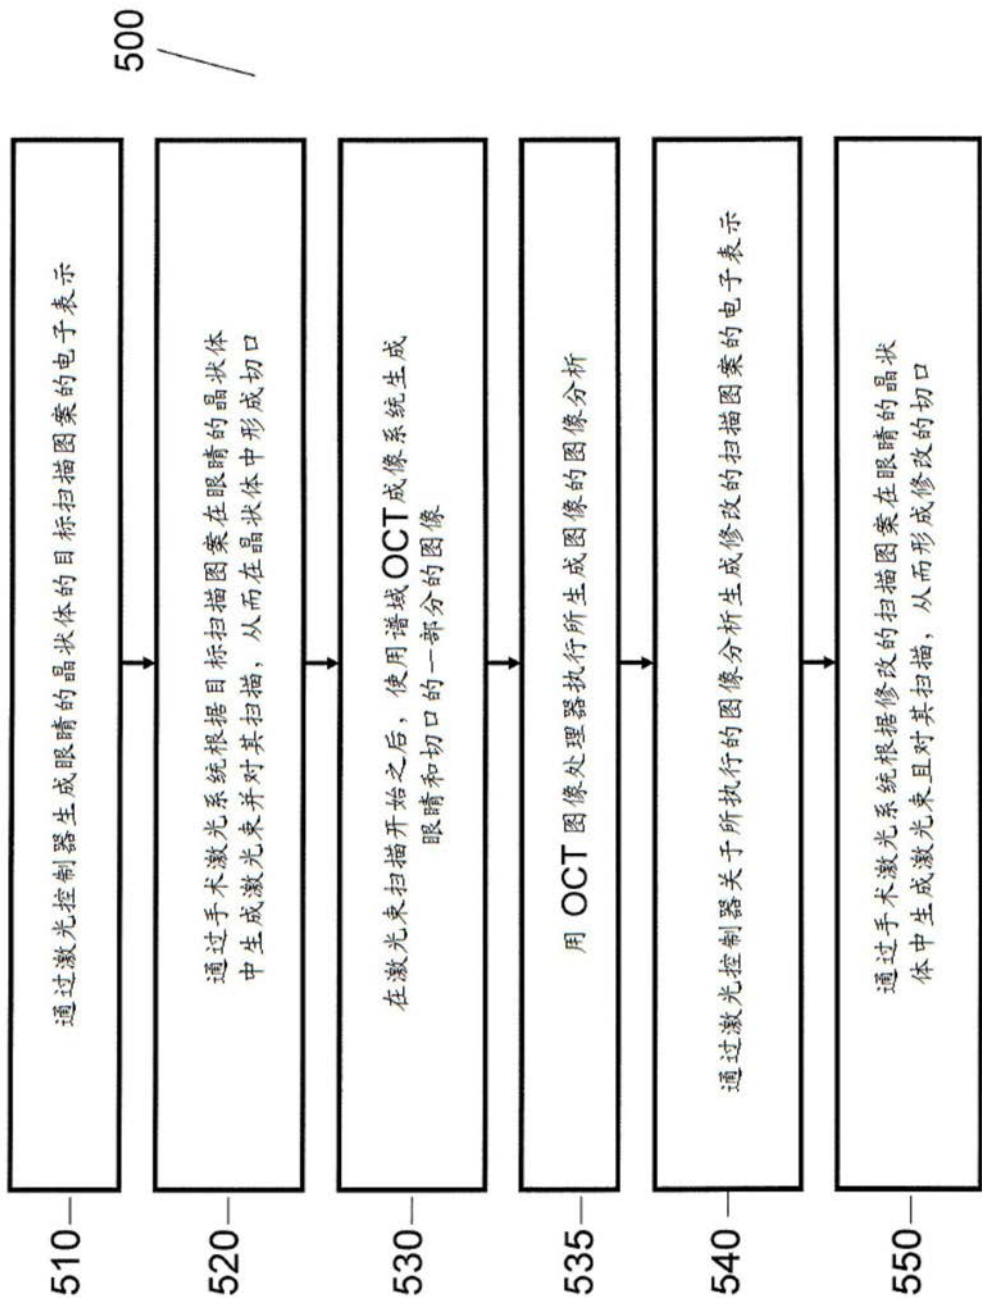 500
510
通过激光控制器生成眼睛的晶状体的目标扫描图案的电子表示
520
通过手术激光系统根据目标扫描图案在眼睛的晶状体
中生成激光束并对其扫描，从而在晶状体中形成切口
530
在激光束扫描开始之后，使用谱域OCT成像系统生成
眼睛和切口的一部分的图像
535
用 OCT 图像处理器执行所生成图像的图像分析
540
通过激光控制器关于所执行的图像分析生成修改的扫描图案的电子表示
550
通过手术激光系统根据修改的扫描图案在眼睛的晶状
体中生成激光束且对其扫描，从而形成修改的切口